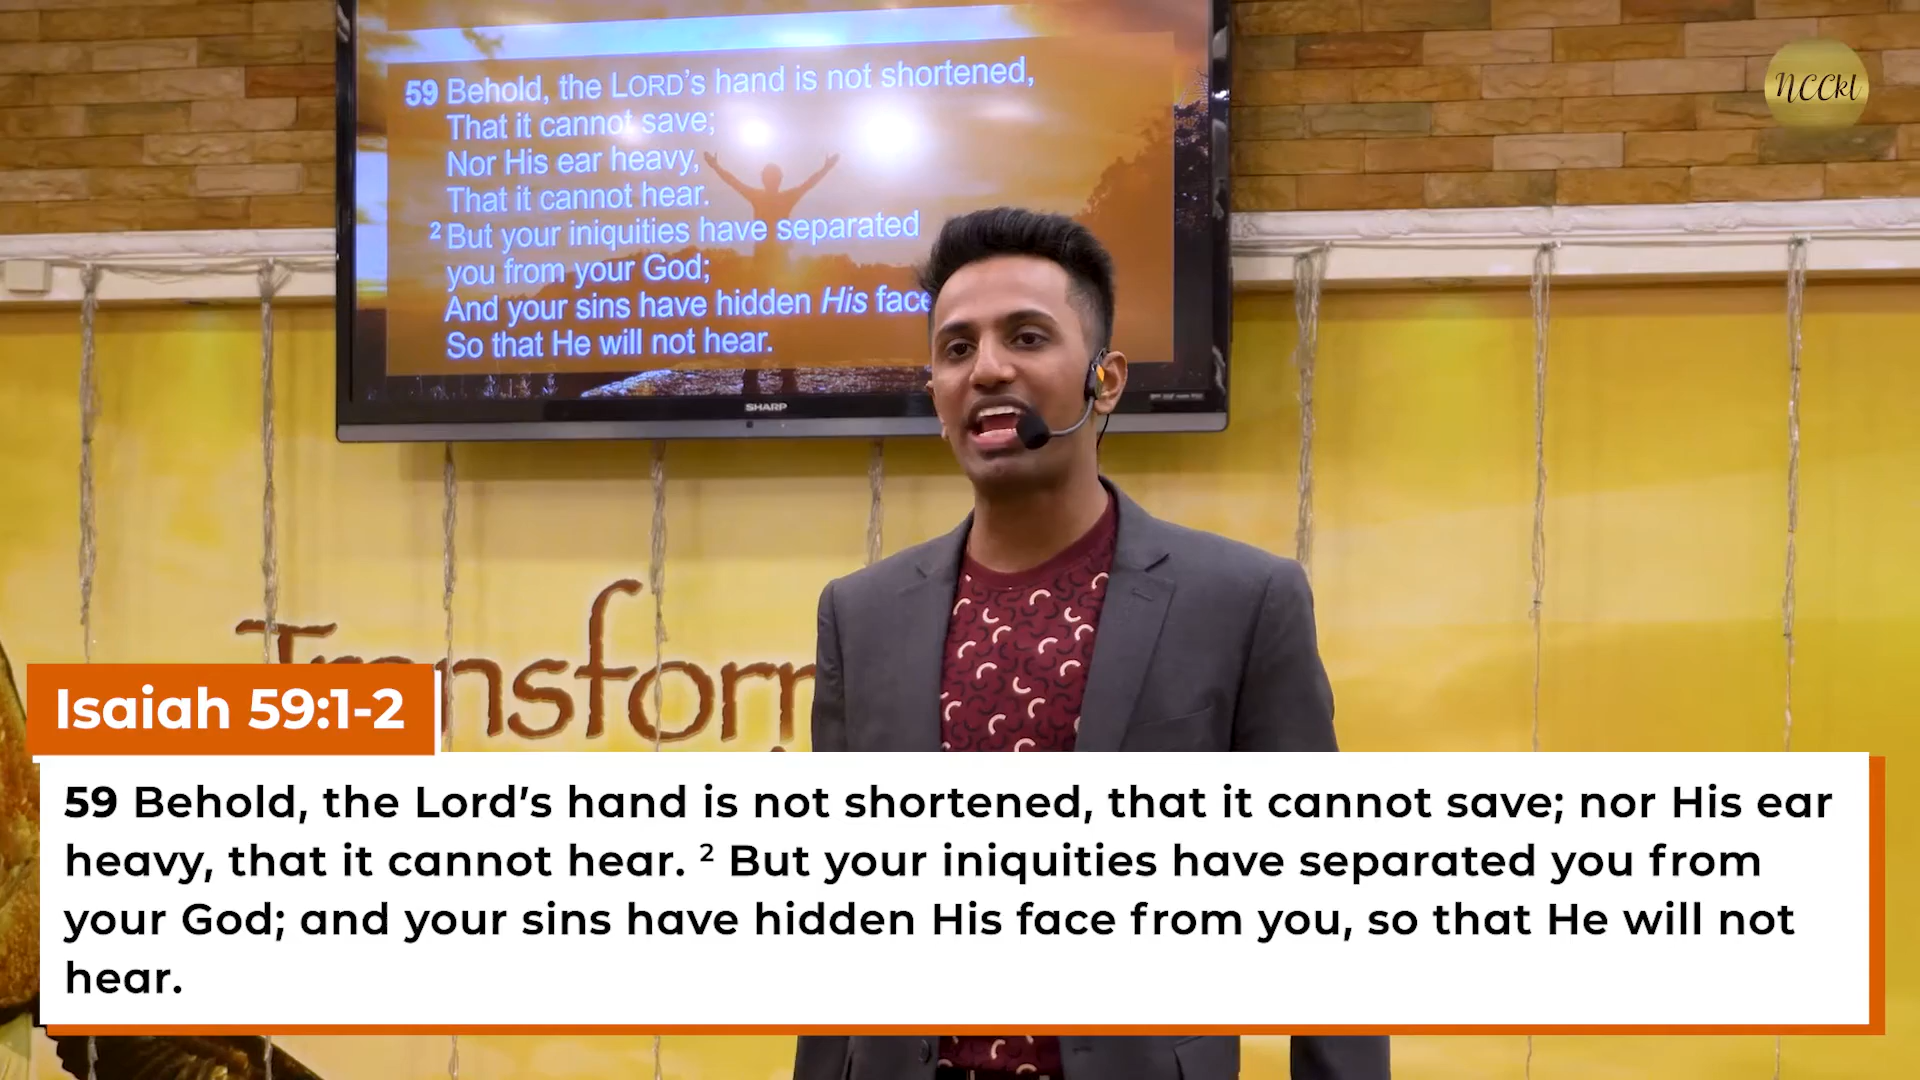 59 Behold, the LORD's hand is not shortened,
That it cannot save;
Nor His ear heavy,
That it cannot hear.
2 But your iniquities have separated
you from your God;
And your sins have hidden His face
So that He will not hear.
SHARP
NCCkl
Transform
Isaiah 59:1-2
59 Behold, the Lord's hand is not shortened, that it cannot save; nor His ear
heavy, that it cannot hear. 2 But your iniquities have separated you from
your God; and your sins have hidden His face from you, so that He will not
hear.